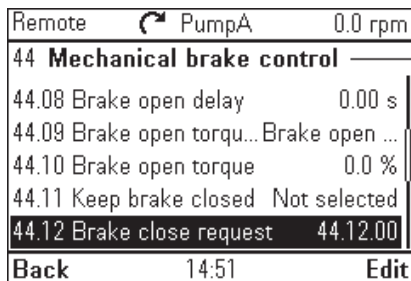 Remote PumpA 0.0 rpm
44 Mechanical brake control
44.08 Brake open delay 0.00 s
44.09 Brake open torqu... Brake open ...
44.10 Brake open torque 0.0 %
44.11 Keep brake closed Not selected
44.12 Brake close request 44.12.00
Back 14:51 Edit